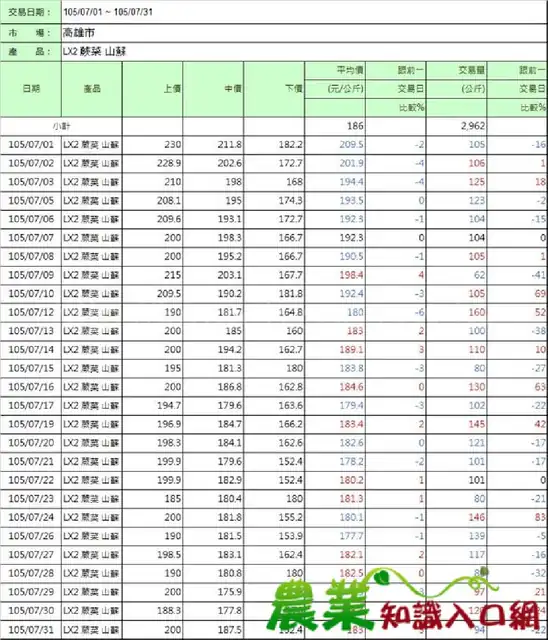 交易日期： 105/07/01 ~ 105/07/31
市 場： 高雄市
產 品： LX2 蕨菜 山蘇
日期 產品 上價 中價 下價 平均價 (元/公斤) 跟前一交易日比較% 交易量 (公斤) 跟前一交易日比較%
小計 186 2,962
105/07/01 LX2 蕨菜 山蘇 230 211.8 182.2 209.5 -2 105 -16
105/07/02 LX2 蕨菜 山蘇 228.9 202.6 172.7 201.9 -4 106 1
105/07/03 LX2 蕨菜 山蘇 210 198 168 194.4 -4 125 18
105/07/05 LX2 蕨菜 山蘇 208.1 195 174.3 193.5 0 123 -2
105/07/06 LX2 蕨菜 山蘇 209.6 193.1 172.7 192.3 -1 104 -15
105/07/07 LX2 蕨菜 山蘇 200 198.3 166.7 192.3 0 104 0
105/07/08 LX2 蕨菜 山蘇 200 195.2 166.7 190.5 -1 105 1
105/07/09 LX2 蕨菜 山蘇 215 203.1 167.7 198.4 4 62 -41
105/07/10 LX2 蕨菜 山蘇 209.5 190.2 181.8 192.4 -3 105 69
105/07/12 LX2 蕨菜 山蘇 190 181.7 164.8 180 -6 160 52
105/07/13 LX2 蕨菜 山蘇 200 185 160 183 2 100 -38
105/07/14 LX2 蕨菜 山蘇 200 194.2 162.7 189.1 3 110 10
105/07/15 LX2 蕨菜 山蘇 195 181.3 180 183.8 -3 80 -27
105/07/16 LX2 蕨菜 山蘇 200 186.8 162.8 184.6 0 130 63
105/07/17 LX2 蕨菜 山蘇 194.7 179.6 163.6 179.4 -3 102 -22
105/07/19 LX2 蕨菜 山蘇 196.9 184.7 166.2 183.4 2 145 42
105/07/20 LX2 蕨菜 山蘇 198.3 184.1 162.6 182.6 0 121 -17
105/07/21 LX2 蕨菜 山蘇 199.9 179.6 152.4 178.2 -2 101 -17
105/07/22 LX2 蕨菜 山蘇 199.9 182.9 152.4 180.2 1 101 0
105/07/23 LX2 蕨菜 山蘇 185 180.4 180 181.3 1 80 -21
105/07/24 LX2 蕨菜 山蘇 200 181.8 155.2 180.1 -1 146 83
105/07/26 LX2 蕨菜 山蘇 190 181.5 153.9 177.7 -1 139 -5
105/07/27 LX2 蕨菜 山蘇 198.5 183.1 162.4 182.1 2 117 -16
105/07/28 LX2 蕨菜 山蘇 190 180.8 180 182.5 0 -32
105/07/29 LX2 蕨菜 山蘇 200 175.9 97 21
105/07/30 LX2 蕨菜 山蘇 188.3 177.8
105/07/31 LX2 蕨菜 山蘇 200 187.5 183 94
農業知識入口網